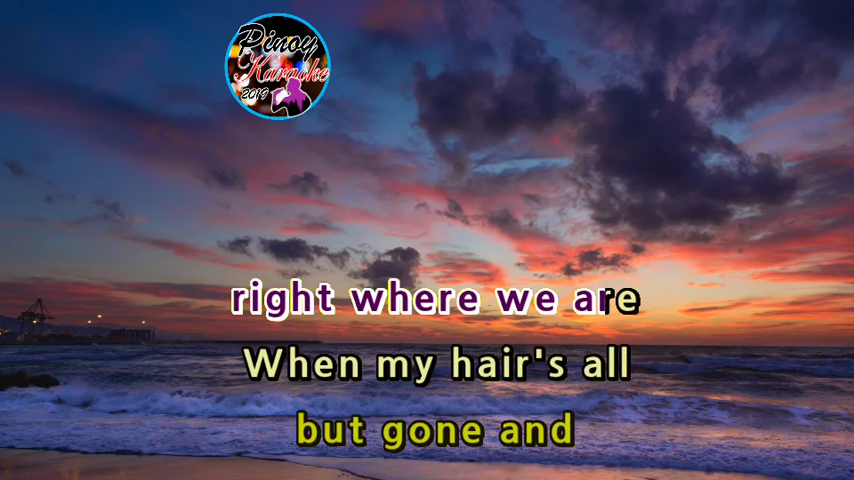 Pinoy
Karaoke
2019
right where we are
When my hair's all
but gone and